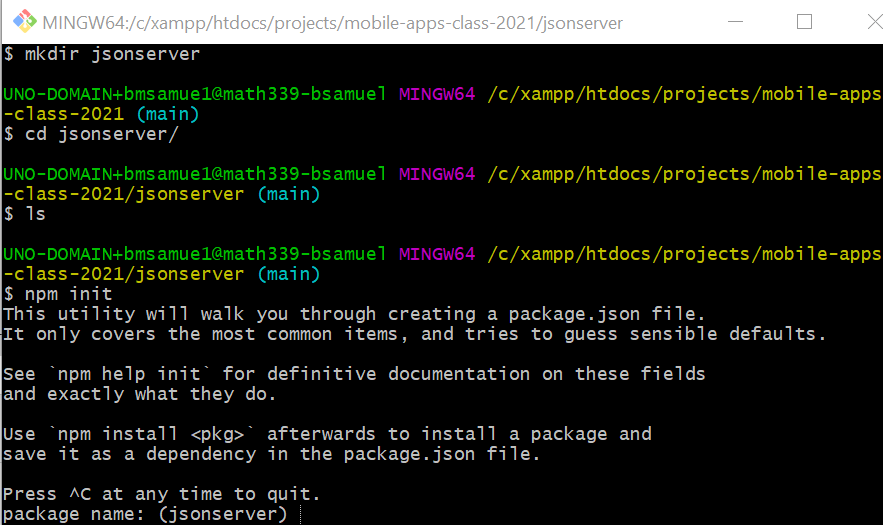 MINGW64:/c/xampp/htdocs/projects/mobile-apps-class-2021/jsonserver
$ mkdir jsonserver
UNO-DOMAIN+bmsamue1@math339-bsamuel MINGW64 /c/xampp/htdocs/projects/mobile-apps
-class-2021 (main)
$ cd jsonserver/
UNO-DOMAIN+bmsamue1@math339-bsamuel MINGW64 /c/xampp/htdocs/projects/mobile-apps
-class-2021/jsonserver (main)
$ ls
UNO-DOMAIN+bmsamue1@math339-bsamuel MINGW64 /c/xampp/htdocs/projects/mobile-apps
-class-2021/jsonserver (main)
$ npm init
This utility will walk you through creating a package.json file.
It only covers the most common items, and tries to guess sensible defaults.
See `npm help init` for definitive documentation on these fields
and exactly what they do.
Use `npm install <pkg>` afterwards to install a package and
save it as a dependency in the package.json file.
Press ^C at any time to quit.
package name: (jsonserver)